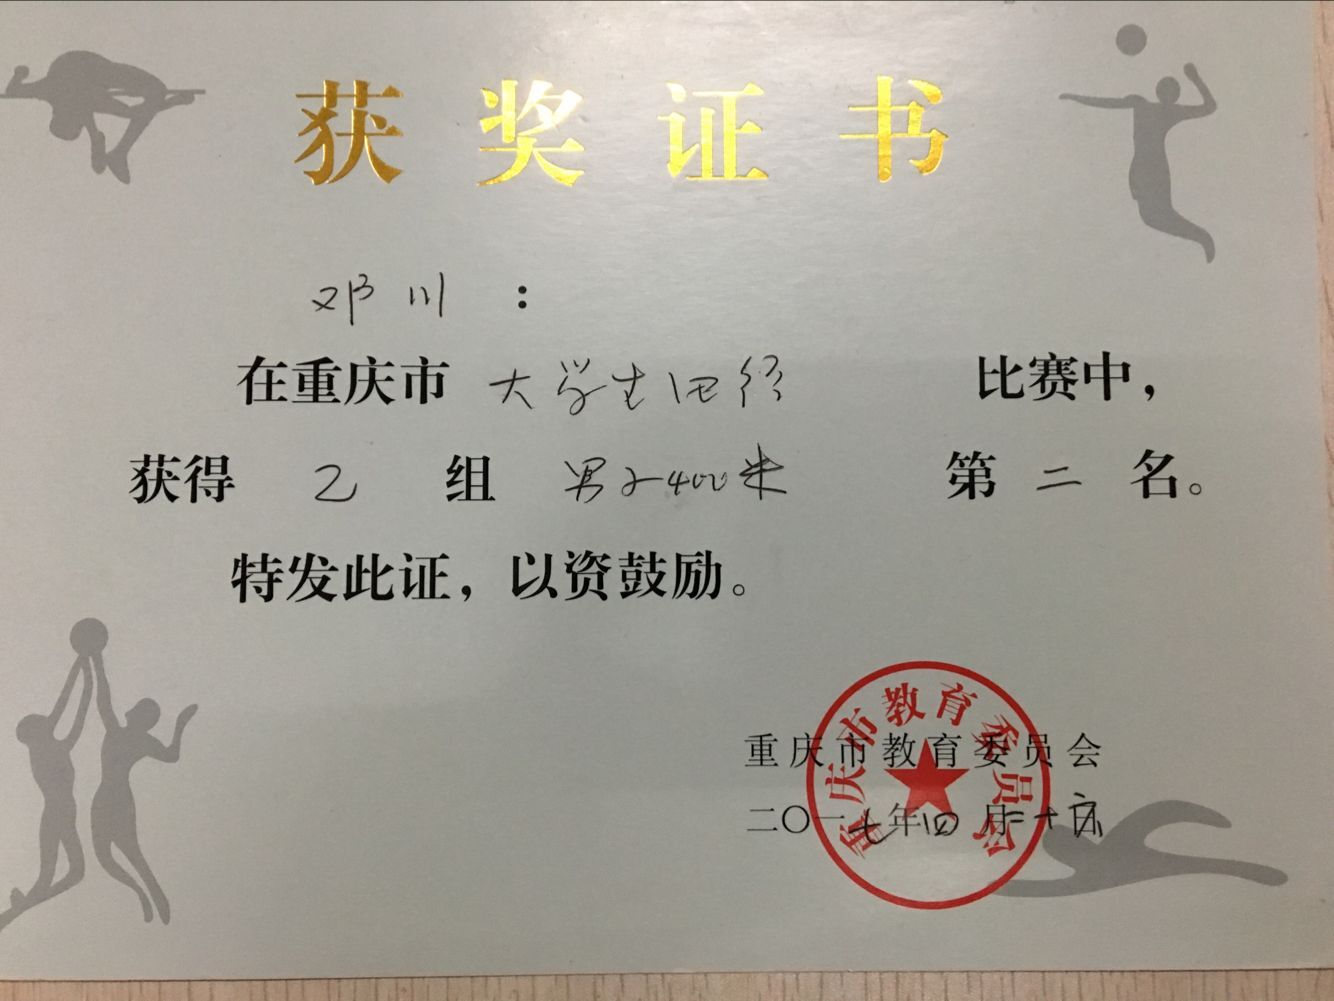 获奖证书
邓川：
在重庆市 大学生田径 比赛中，
获得 乙 组 男子400米 第 二 名。
特发此证，以资鼓励。
重庆市教育委员会
二〇一七年四月二十六日
重庆市教育委员会